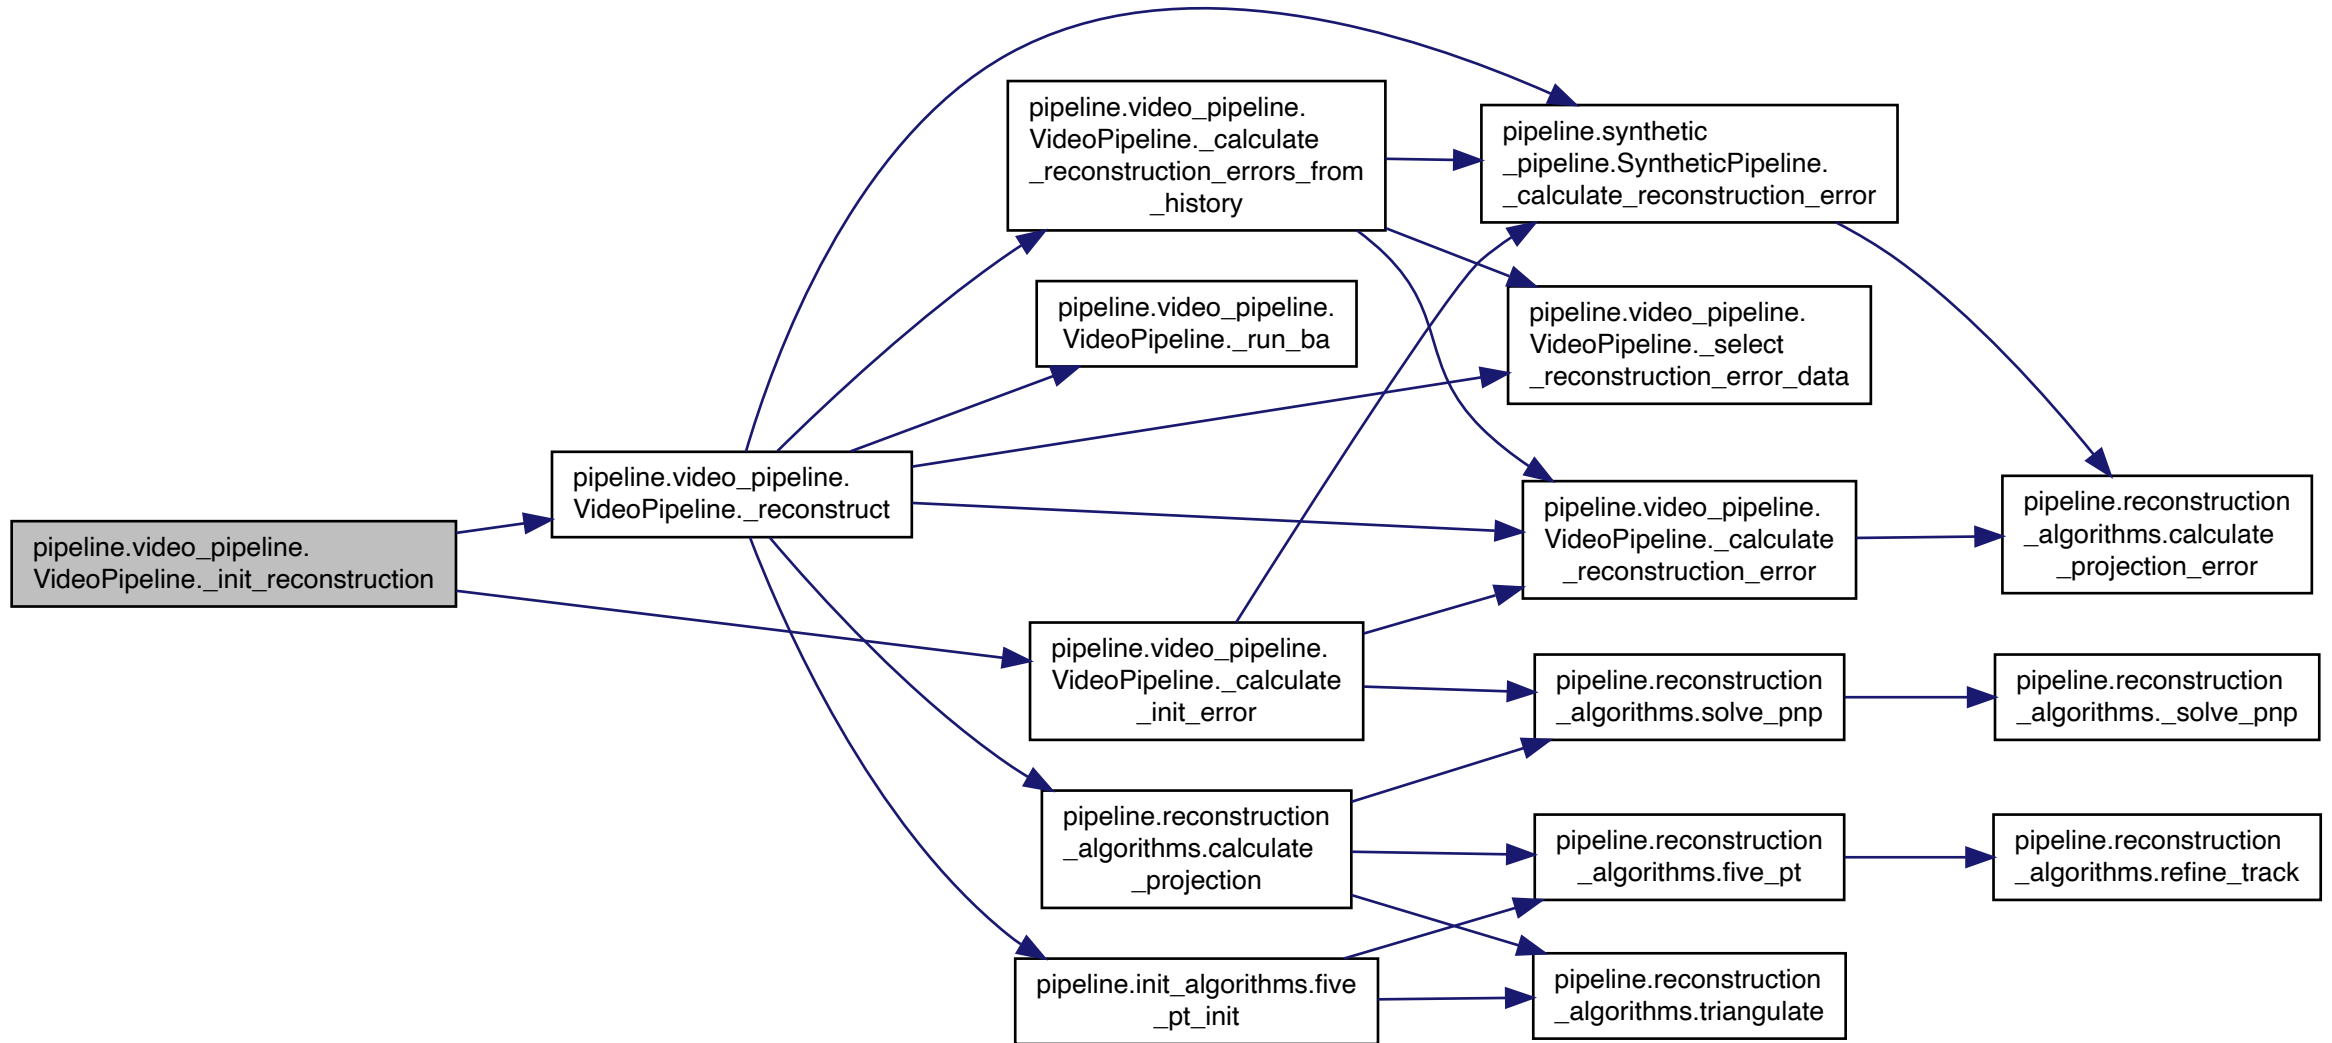 pipeline.video_pipeline.
VideoPipeline._init_reconstruction
pipeline.video_pipeline.
VideoPipeline._reconstruct
pipeline.video_pipeline.
VideoPipeline._calculate
_reconstruction_errors_from
_history
pipeline.video_pipeline.
VideoPipeline._run_ba
pipeline.video_pipeline.
VideoPipeline._calculate
_init_error
pipeline.reconstruction
_algorithms.calculate
_projection
pipeline.init_algorithms.five
_pt_init
pipeline.synthetic
_pipeline.SyntheticPipeline.
_calculate_reconstruction_error
pipeline.video_pipeline.
VideoPipeline._select
_reconstruction_error_data
pipeline.video_pipeline.
VideoPipeline._calculate
_reconstruction_error
pipeline.reconstruction
_algorithms.solve_pnp
pipeline.reconstruction
_algorithms.five_pt
pipeline.reconstruction
_algorithms.triangulate
pipeline.reconstruction
_algorithms.calculate
_projection_error
pipeline.reconstruction
_algorithms._solve_pnp
pipeline.reconstruction
_algorithms.refine_track